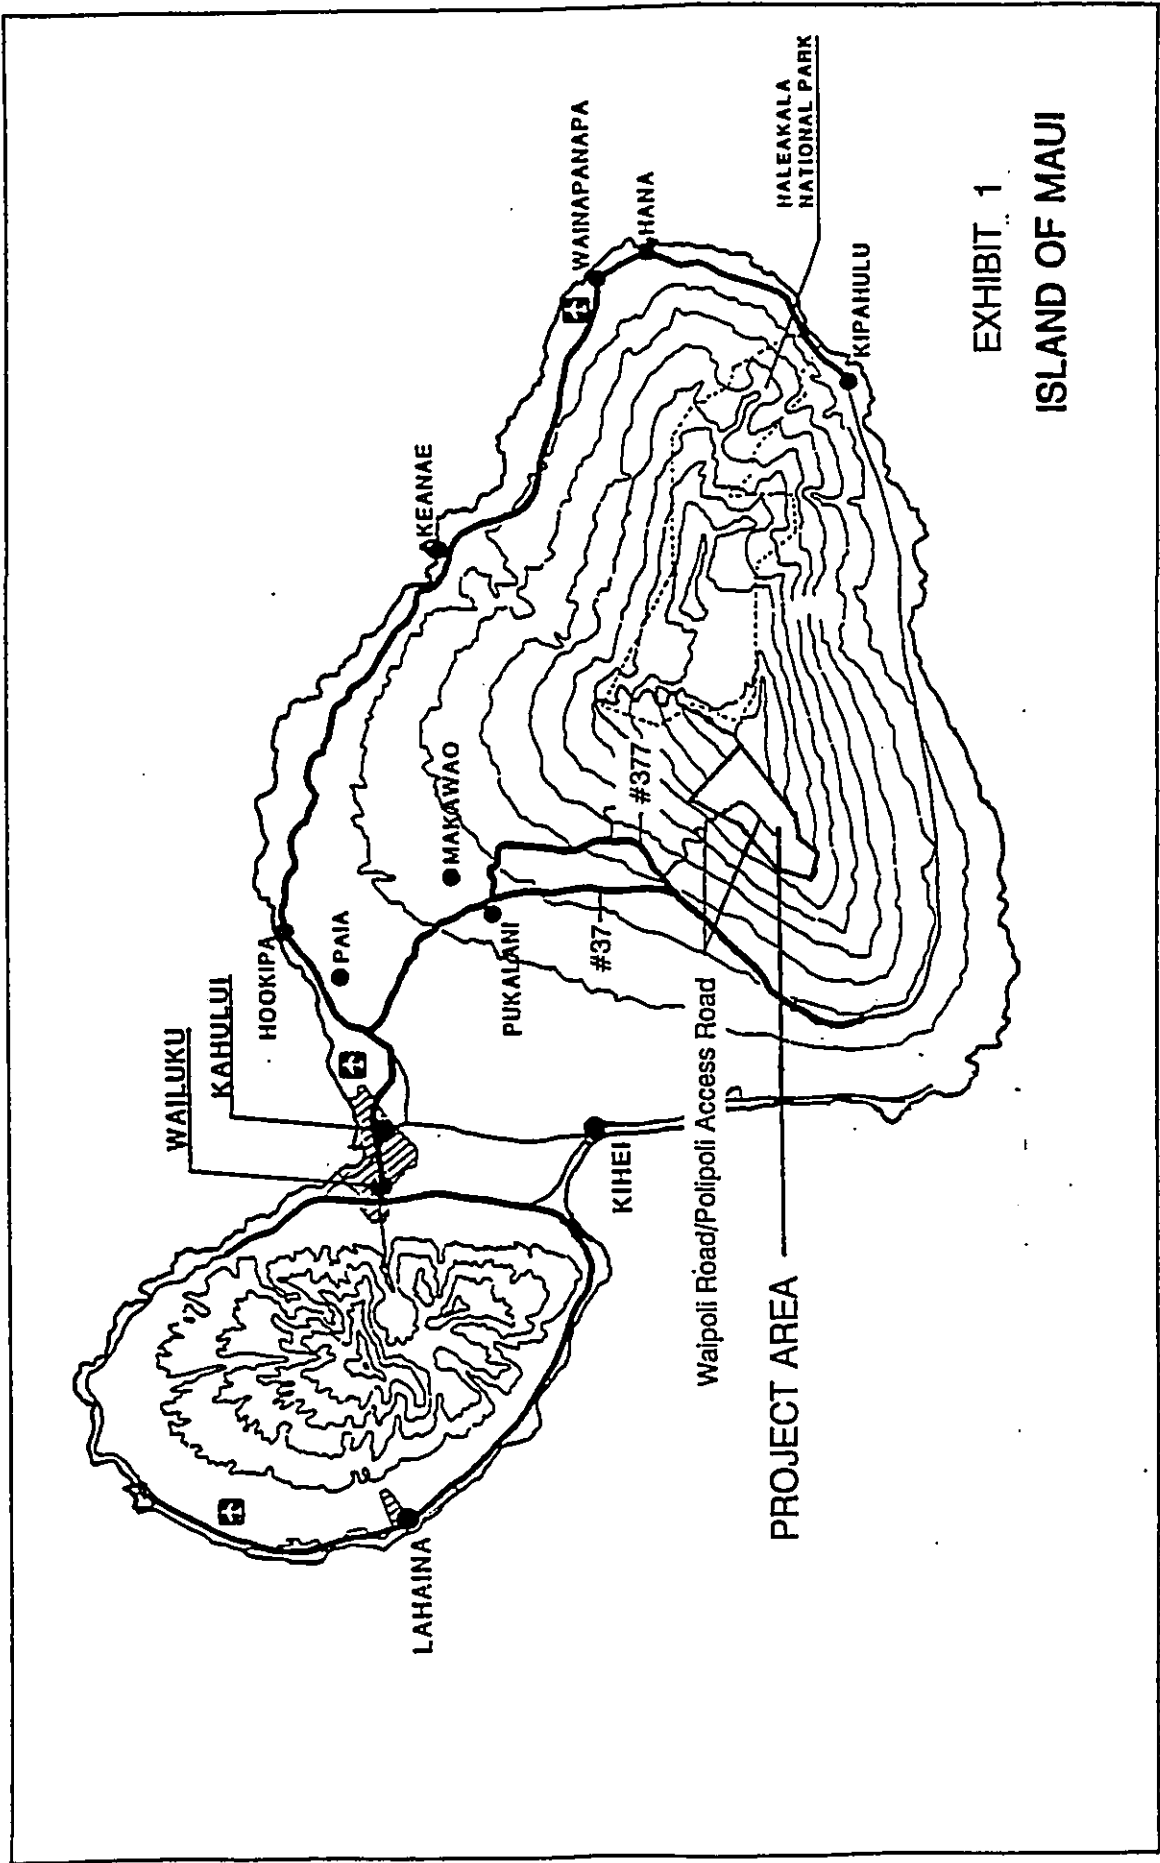 WAILUKU
KAHULUI
HOOKIPA
PAIA
KEANAE
MAKAWAO
WAINAPANAPA
HANA
PUKALANI
#37
#377
LAHAINA
KIHEI
HALEAKALA
NATIONAL PARK
KIPAHULU
Waipoli Road/Polipoli Access Road
PROJECT AREA
EXHIBIT 1
ISLAND OF MAUI